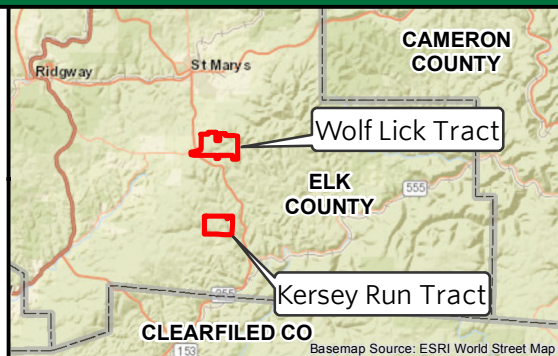 CAMERON
COUNTY
St Marys
Ridgway
Wolf Lick Tract
ELK
COUNTY
555
Kersey Run Tract
255
CLEARFILED CO
153
Basemap Source: ESRI World Street Map